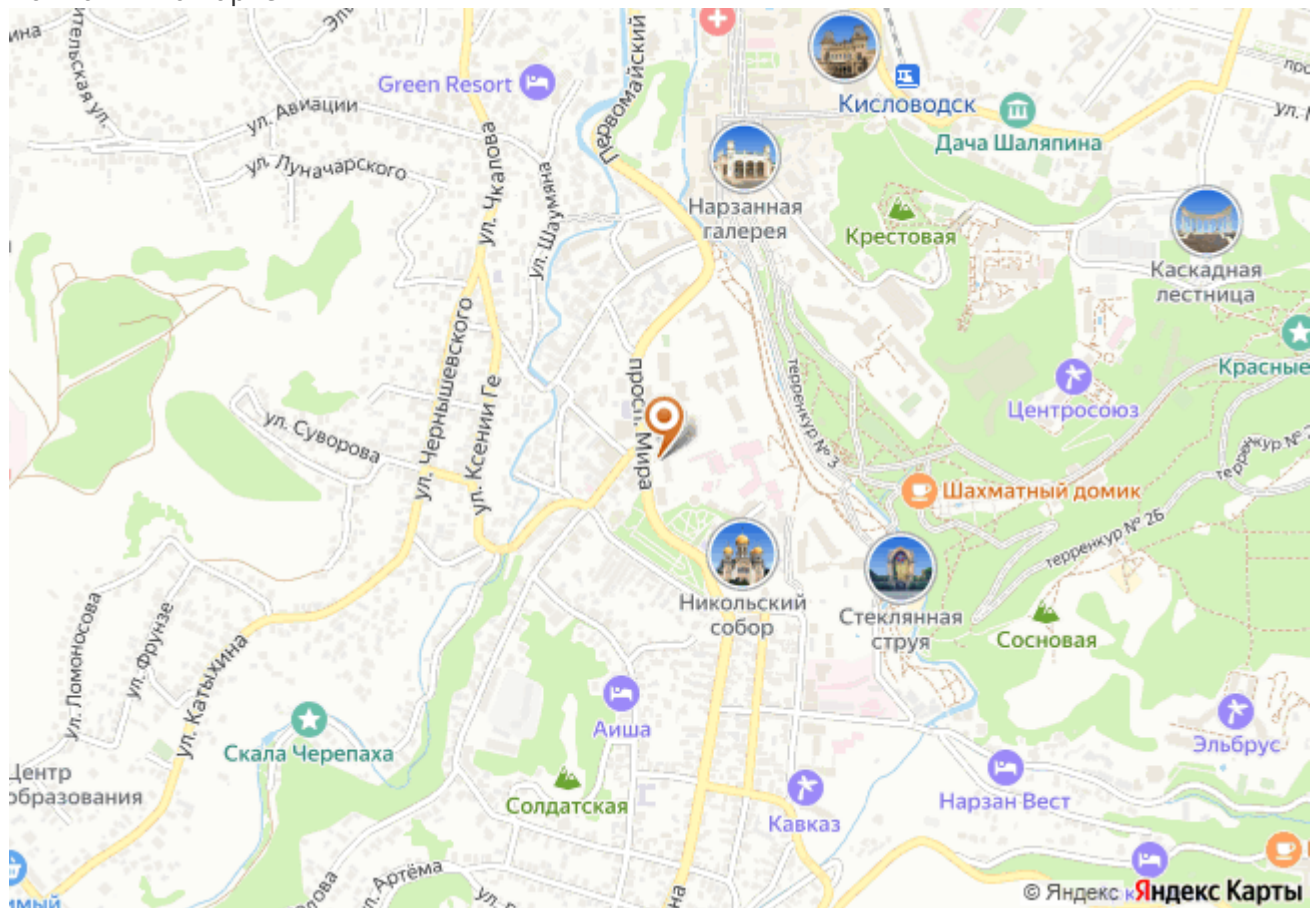 ул. Авиации
Green Resort
Первомайский
Кисловодск
Дача Шаляпина
ул. Луначарского
ул. Чкалова
ул. Шаумяна
Нарзанная
галерея
Крестовая
Каскадная
лестница
Красные
ул. Чернышевского
ул. Ксении Ге
просп. Мира
терренкур № 3
Центросоюз
ул. Суворова
Шахматный домик
терренкур № 2Б
Никольский
собор
Стеклянная
струя
Сосновая
ул. Ломоносова
ул. Фрунзе
ул. Катыхина
Скала Черепаха
Аиша
Эльбрус
Центр
образования
Солдатская
Кавказ
Нарзан Вест
Артёма
© Яндекс Яндекс Карты